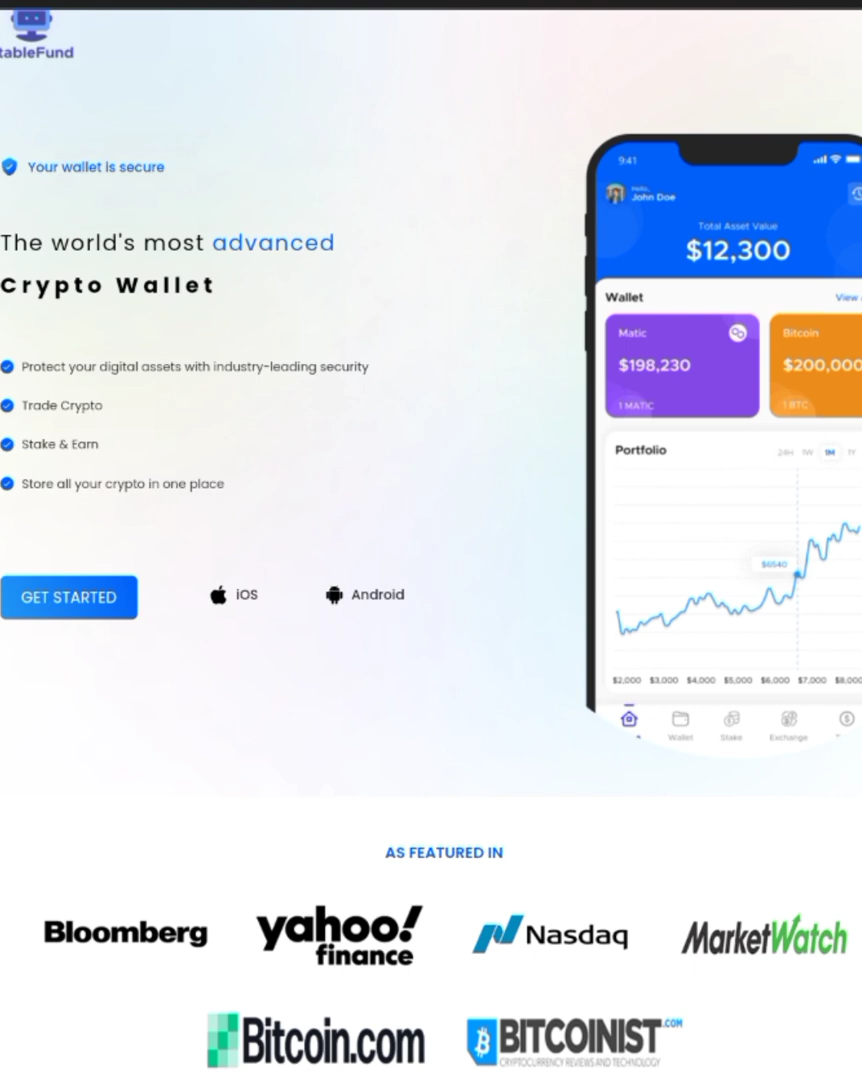 tableFund
Your wallet is secure
The world's most advanced
Crypto Wallet
Protect your digital assets with industry-leading security
Trade Crypto
Stake & Earn
Store all your crypto in one place
GET STARTED
iOS
Android
9:41
Hello,
John Doe
Total Asset Value
$12,300
Wallet
View
Matic
$198,230
1 MATIC
Bitcoin
$200,000
1 BTC
Portfolio
24H 1W 1M 1Y
$6540
$2,000 $3,000 $4,000 $5,000 $6,000 $7,000 $8,000
Wallet Stake Exchange
AS FEATURED IN
Bloomberg
yahoo!
finance
Nasdaq
MarketWatch
Bitcoin.com
BITCOINIST.COM
CRYPTOCURRENCY REVIEWS AND TECHNOLOGY